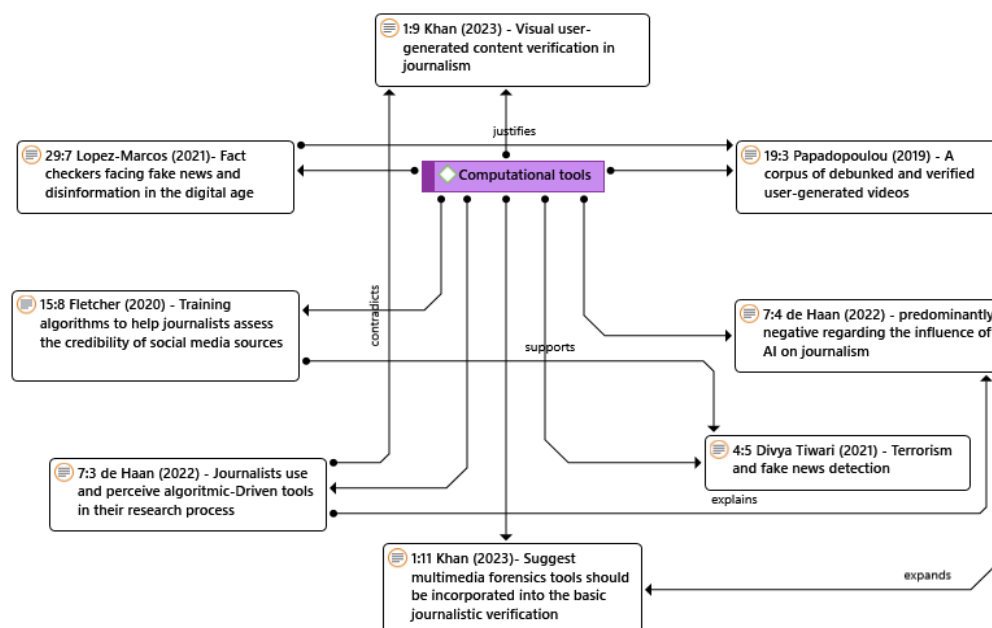 1:9 Khan (2023) - Visual user-
generated content verification in
journalism
justifies
29:7 Lopez-Marcos (2021)- Fact
checkers facing fake news and
disinformation in the digital age
Computational tools
19:3 Papadopoulou (2019) - A
corpus of debunked and verified
user-generated videos
15:8 Fletcher (2020) - Training
algorithms to help journalists assess
the credibility of social media sources
contradicts
supports
7:4 de Haan (2022) - predominantly
negative regarding the influence of
AI on journalism
4:5 Divya Tiwari (2021) - Terrorism
and fake news detection
7:3 de Haan (2022) - Journalists use
and perceive algoritmic-Driven tools
in their research process
explains
1:11 Khan (2023)- Suggest
multimedia forensics tools should
be incorporated into the basic
journalistic verification
expands